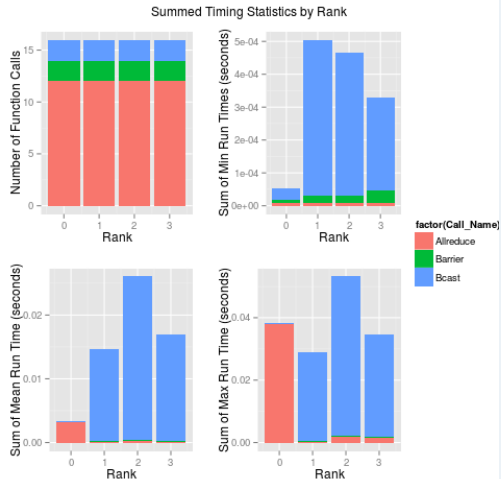 Summed Timing Statistics by Rank
Number of Function Calls
15
10
5
0
0 1 2 3
Rank
Sum of Min Run Times (seconds)
5e-04
4e-04
3e-04
2e-04
1e-04
0e+00
0 1 2 3
Rank
factor(Call_Name)
Allreduce
Barrier
Bcast
Sum of Mean Run Time (seconds)
0.02
0.01
0.00
0 1 2 3
Rank
Sum of Max Run Time (seconds)
0.04
0.02
0.00
0 1 2 3
Rank